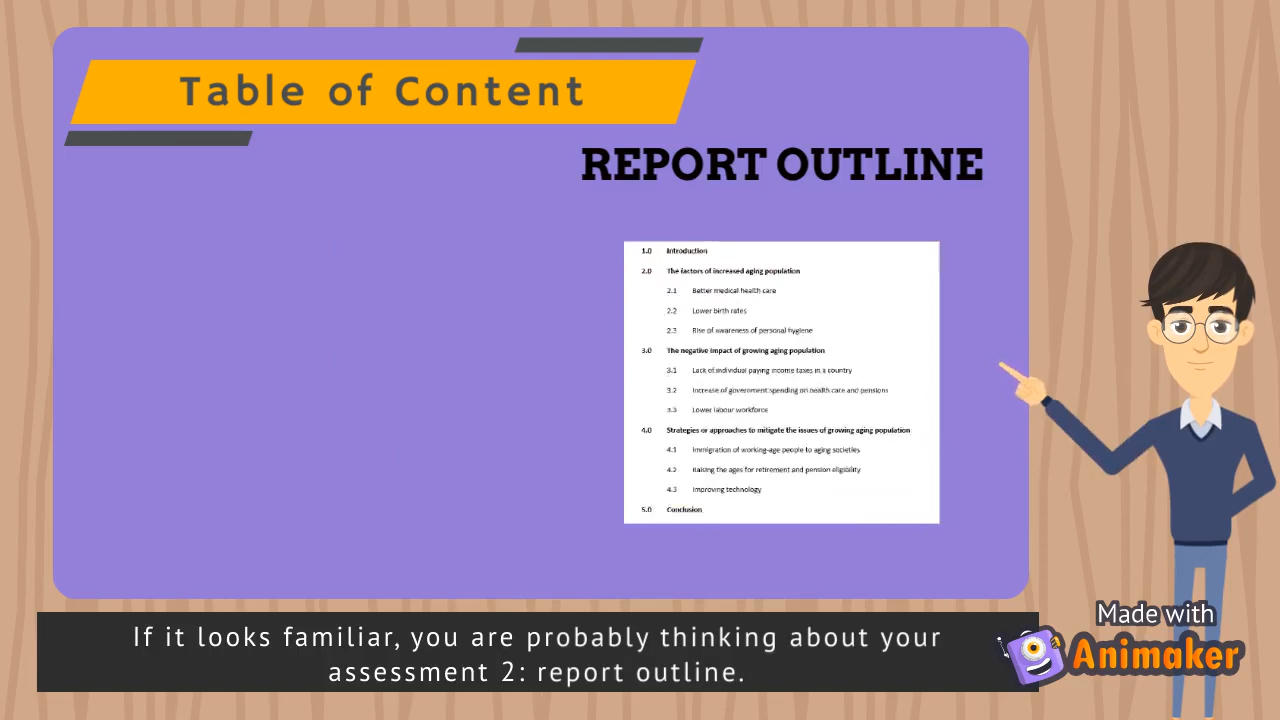 Table of Content
REPORT OUTLINE
1.0 Introduction
2.0 The factors of increased aging population
2.1 Better medical health care
2.2 Lower birth rates
2.3 Rise of awareness of personal hygiene
3.0 The negative impact of growing aging population
3.1 Lack of individual paying income taxes in a country
3.2 Increase of government spending on health care and pensions
3.3 Lower labour workforce
4.0 Strategies or approaches to mitigate the issues of growing aging population
4.1 Immigration of working-age people to aging societies
4.2 Raising the ages for retirement and pension eligibility
4.3 Improving technology
5.0 Conclusion
If it looks familiar, you are probably thinking about your
assessment 2: report outline.
Made with
Animaker